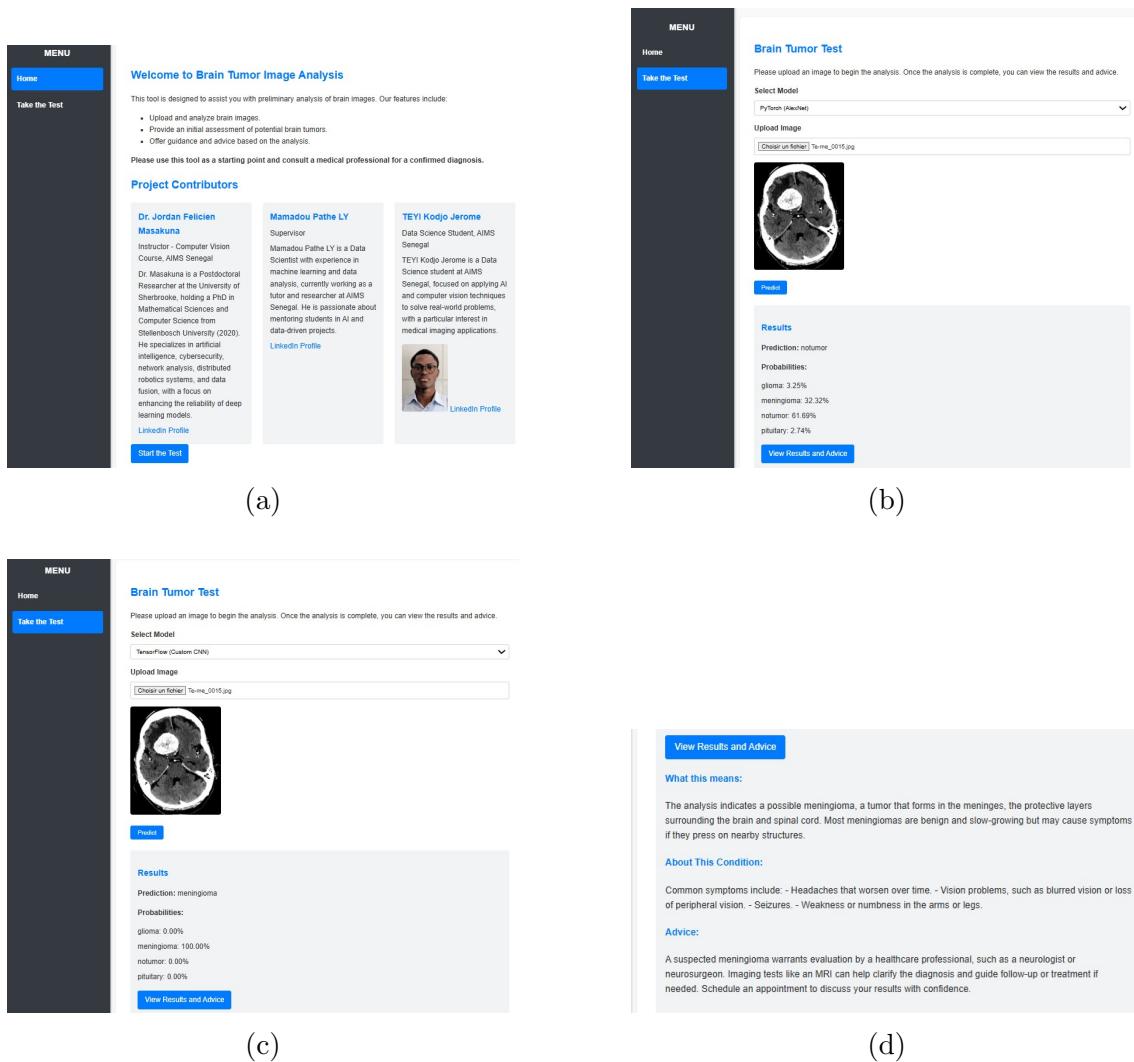 MENU
Home
Take the Test
Welcome to Brain Tumor Image Analysis
This tool is designed to assist you with preliminary analysis of brain images. Our features include:
• Upload and analyze brain images.
• Provide an initial assessment of potential brain tumors.
• Offer guidance and advice based on the analysis.
Please use this tool as a starting point and consult a medical professional for a confirmed diagnosis.
Project Contributors
Dr. Jordan Felicien
Masakuna
Instructor - Computer Vision
Course, AIMS Senegal
Dr. Masakuna is a Postdoctoral
Researcher at the University of
Sherbrooke, holding a PhD in
Mathematical Sciences and
Computer Science from
Stellenbosch University (2020).
He specializes in artificial
intelligence, cybersecurity,
network analysis, distributed
robotics systems, and data
fusion, with a focus on
enhancing the reliability of deep
learning models.
LinkedIn Profile
Mamadou Pathe LY
Supervisor
Mamadou Pathe LY is a Data
Scientist with experience in
machine learning and data
analysis, currently working as a
tutor and researcher at AIMS
Senegal. He is passionate about
mentoring students in AI and
data-driven projects.
LinkedIn Profile
TEYI Kodjo Jerome
Data Science Student, AIMS
Senegal
TEYI Kodjo Jerome is a Data
Science student at AIMS
Senegal, focused on applying AI
and computer vision techniques
to solve real-world problems,
with a particular interest in
medical imaging applications.
LinkedIn Profile
Start the Test
(a)
MENU
Home
Take the Test
Brain Tumor Test
Please upload an image to begin the analysis. Once the analysis is complete, you can view the results and advice.
Select Model
PyTorch (AlexNet)
Upload Image
Choisir un fichier Te-me_0015.jpg
Predict
Results
Prediction: notumor
Probabilities:
glioma: 3.25%
meningioma: 32.32%
notumor: 61.69%
pituitary: 2.74%
View Results and Advice
(b)
MENU
Home
Take the Test
Brain Tumor Test
Please upload an image to begin the analysis. Once the analysis is complete, you can view the results and advice.
Select Model
TensorFlow (Custom CNN)
Upload Image
Choisir un fichier Te-me_0015.jpg
Predict
Results
Prediction: meningioma
Probabilities:
glioma: 0.00%
meningioma: 100.00%
notumor: 0.00%
pituitary: 0.00%
View Results and Advice
(c)
View Results and Advice
What this means:
The analysis indicates a possible meningioma, a tumor that forms in the meninges, the protective layers
surrounding the brain and spinal cord. Most meningiomas are benign and slow-growing but may cause symptoms
if they press on nearby structures.
About This Condition:
Common symptoms include: - Headaches that worsen over time. - Vision problems, such as blurred vision or loss
of peripheral vision. - Seizures. - Weakness or numbness in the arms or legs.
Advice:
A suspected meningioma warrants evaluation by a healthcare professional, such as a neurologist or
neurosurgeon. Imaging tests like an MRI can help clarify the diagnosis and guide follow-up or treatment if
needed. Schedule an appointment to discuss your results with confidence.
(d)